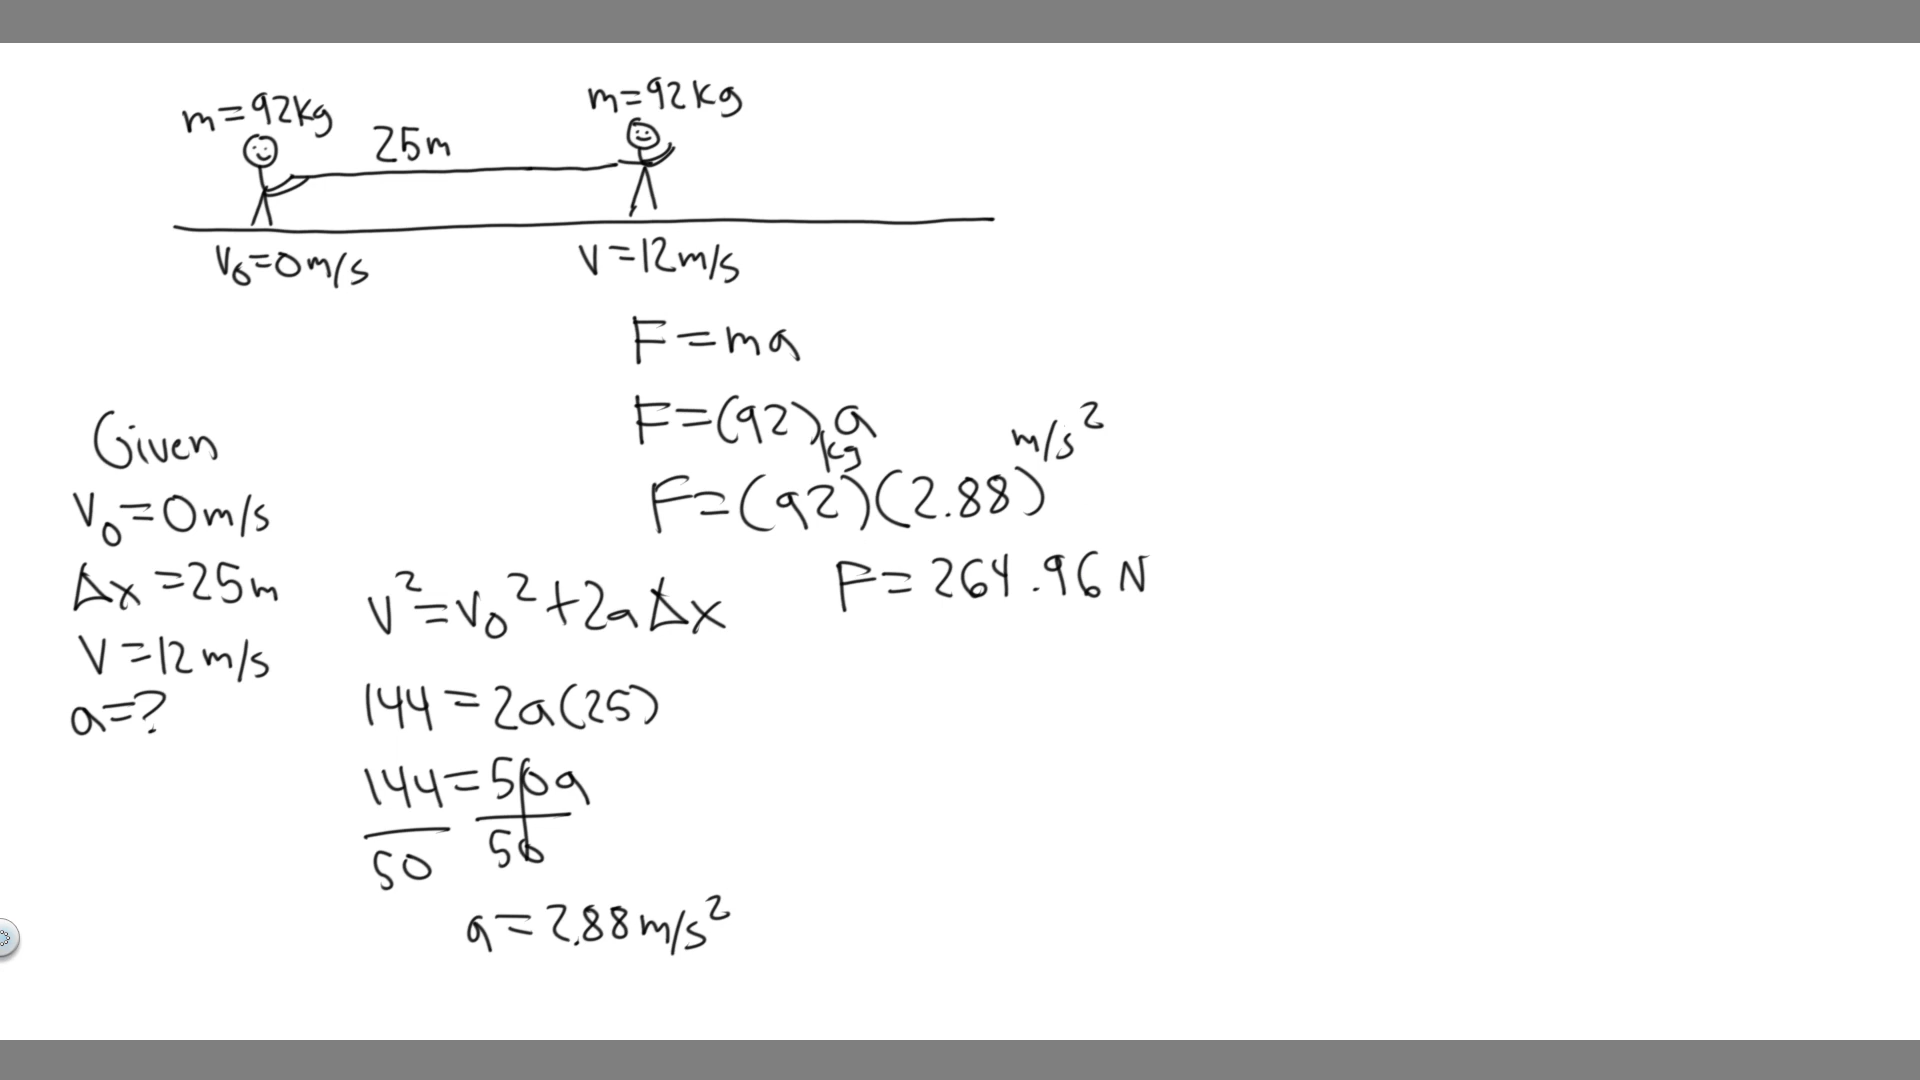 m=92kg
25m
m=92kg
V₀=0m/s
V=12m/s
F=ma
F=(92)a
kg
m/s²
F=(92)(2.88)
F=264.96N
Given
V₀=0m/s
Δx=25m
V=12m/s
a=?
V²=V₀²+2aΔx
144=2a(25)
144=50a
50 50
a=2.88m/s²